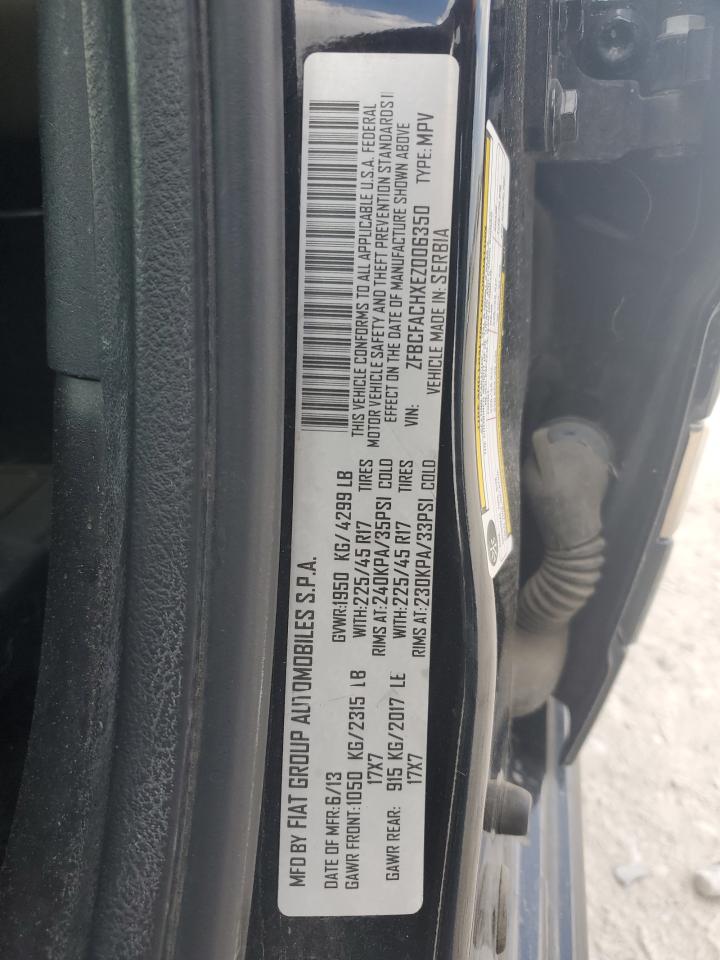 MFD BY FIAT GROUP AUTOMOBILES S.P.A.
DATE OF MFR:6/13 GVWR:1950 KG/4299 LB
GAWR FRONT:1050 KG/2315 LB WITH:225/45 R17 TIRES
17X7 RIMS AT:240KPA/35PSI COLD
GAWR REAR: 915 KG/2017 LE WITH:225/45 R17 TIRES
17X7 RIMS AT:230KPA/33PSI COLD
THIS VEHICLE CONFORMS TO ALL APPLICABLE U.S.A. FEDERAL
MOTOR VEHICLE SAFETY AND THEFT PREVENTION STANDARDS I
EFFECT ON THE DATE OF MANUFACTURE SHOWN ABOVE
VIN: ZFBCFACHXEZ006350 TYPE: MPV
VEHICLE MADE IN: SERBIA